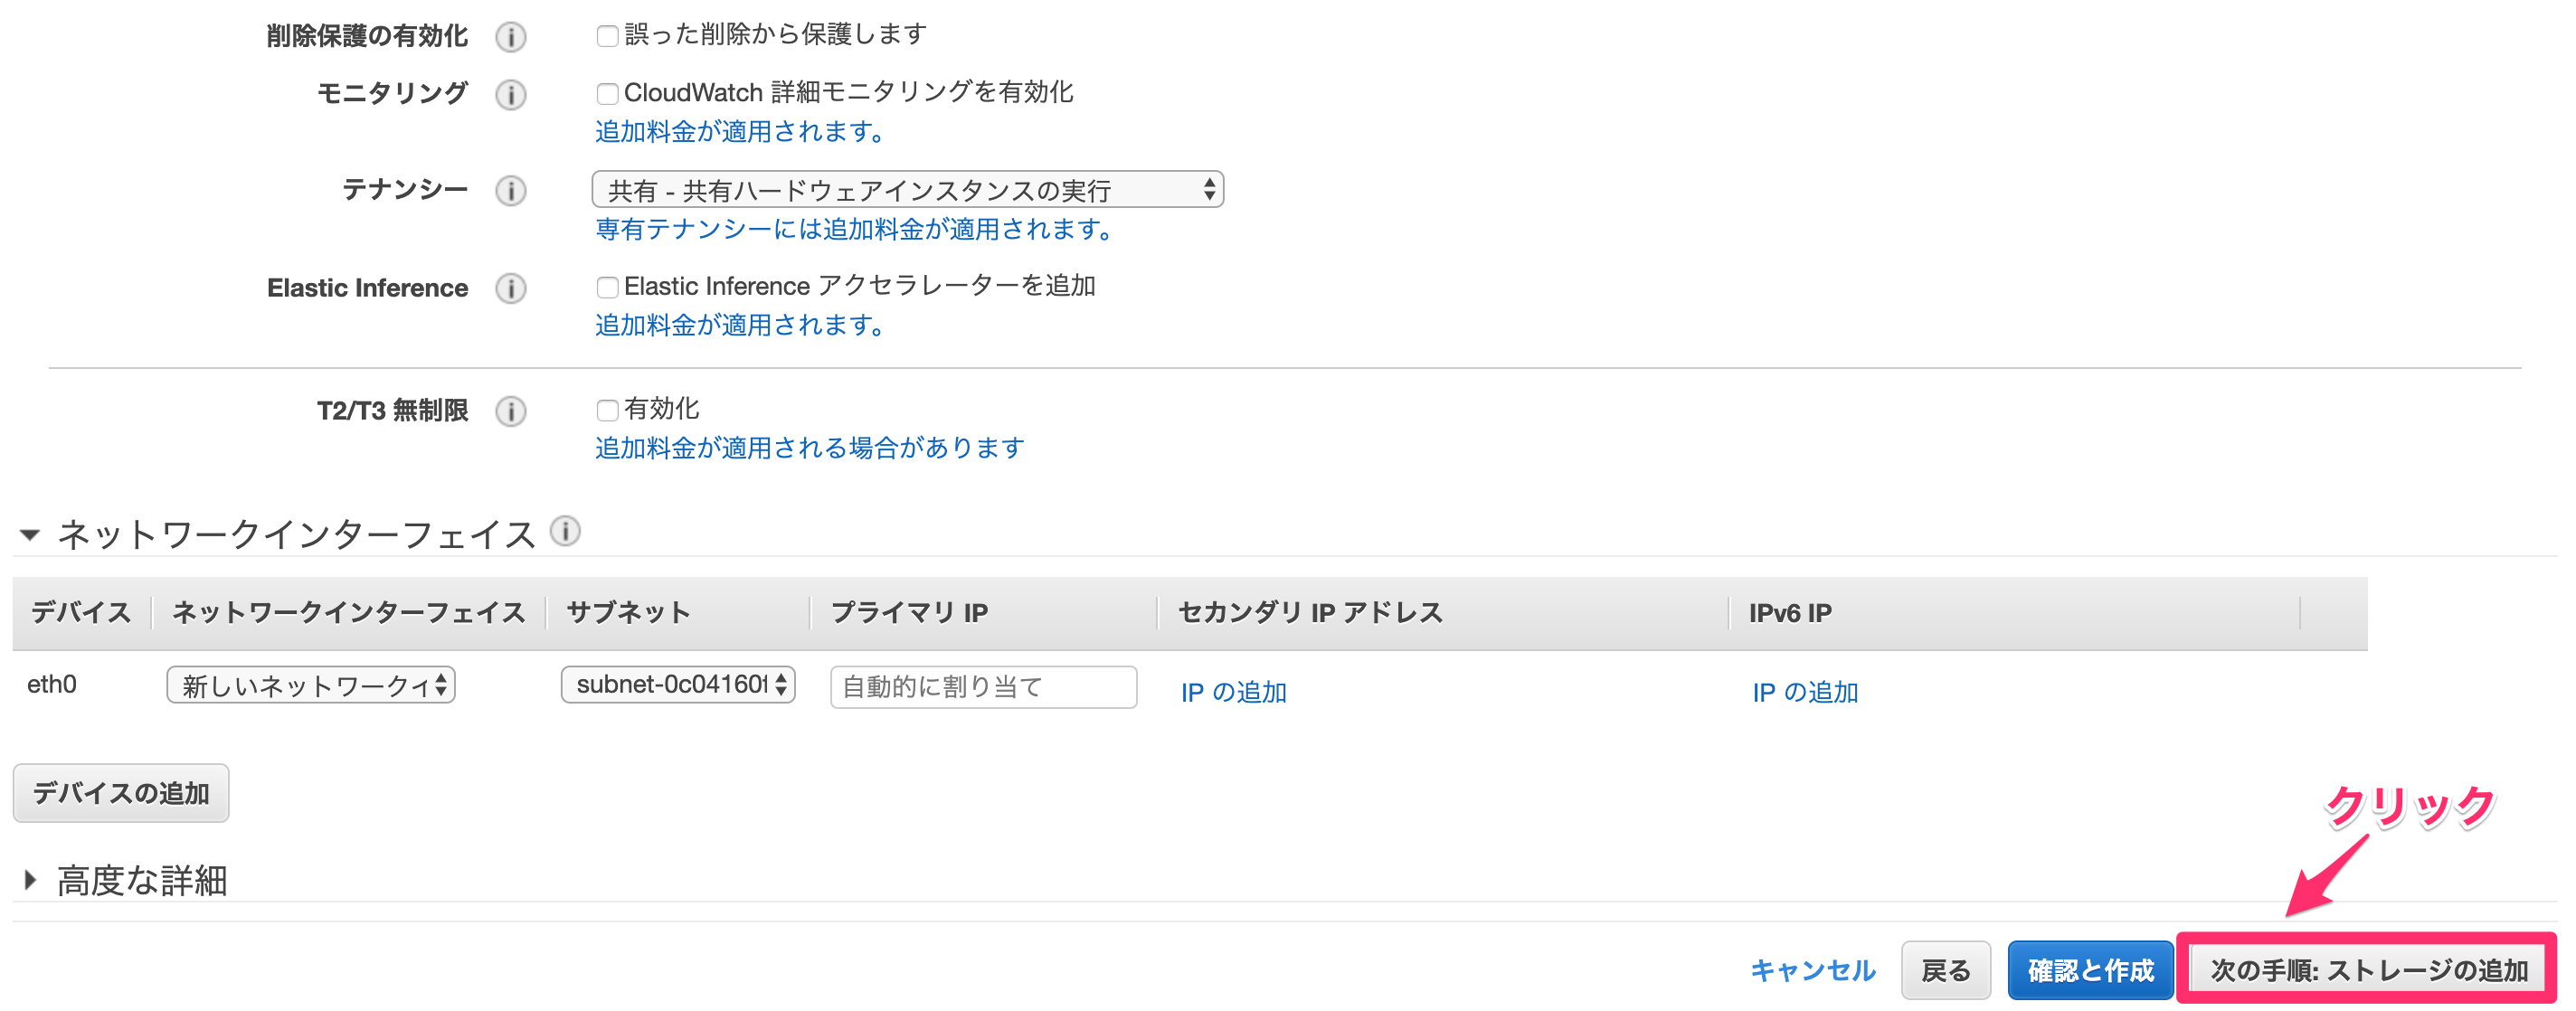 削除保護の有効化 i 誤った削除から保護します
モニタリング i CloudWatch 詳細モニタリングを有効化
追加料金が適用されます。
テナンシー i 共有 - 共有ハードウェアインスタンスの実行
専有テナンシーには追加料金が適用されます。
Elastic Inference i Elastic Inference アクセラレーターを追加
追加料金が適用されます。
T2/T3 無制限 i 有効化
追加料金が適用される場合があります
ネットワークインターフェイス i
デバイス ネットワークインターフェイス サブネット プライマリ IP セカンダリ IP アドレス IPv6 IP
eth0 新しいネットワークィ subnet-0c04160f 自動的に割り当て IP の追加 IP の追加
デバイスの追加
クリック
高度な詳細
キャンセル 戻る 確認と作成 次の手順: ストレージの追加